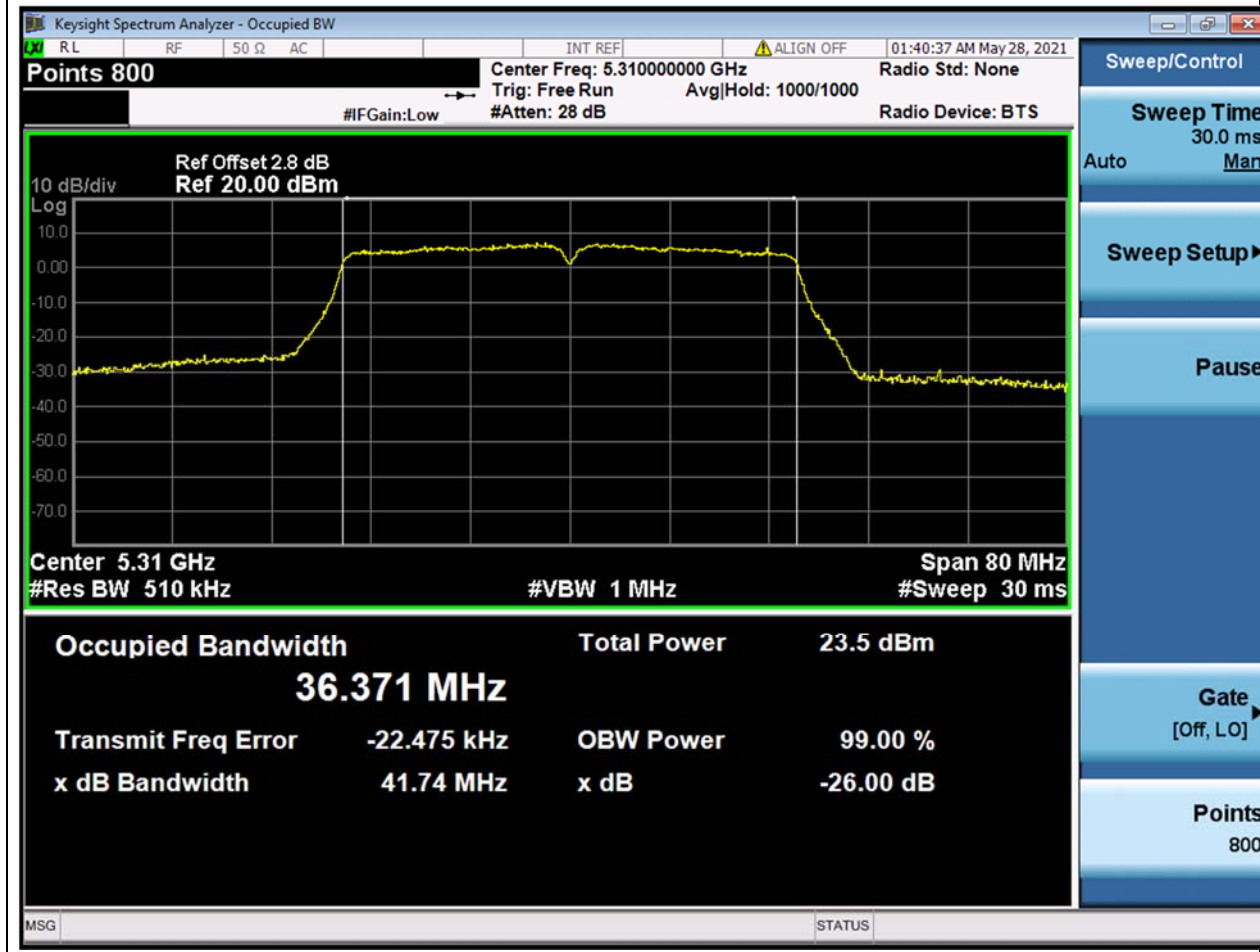 Keysight Spectrum Analyzer - Occupied BW
LXI RL RF 50 Ω AC INT REF ALIGN OFF 01:40:37 AM May 28, 2021
Points 800
Center Freq: 5.310000000 GHz Radio Std: None
Trig: Free Run Avg|Hold: 1000/1000
#IFGain:Low #Atten: 28 dB Radio Device: BTS
Ref Offset 2.8 dB
10 dB/div Ref 20.00 dBm
Log
10.0
0.00
-10.0
-20.0
-30.0
-40.0
-50.0
-60.0
-70.0
Center 5.31 GHz Span 80 MHz
#Res BW 510 kHz #VBW 1 MHz #Sweep 30 ms
Occupied Bandwidth Total Power 23.5 dBm
36.371 MHz
Transmit Freq Error -22.475 kHz OBW Power 99.00 %
x dB Bandwidth 41.74 MHz x dB -26.00 dB
MSG STATUS
Sweep/Control
Sweep Time
30.0 ms
Auto Man
Sweep Setup
Pause
Gate
[Off, LO]
Points
800